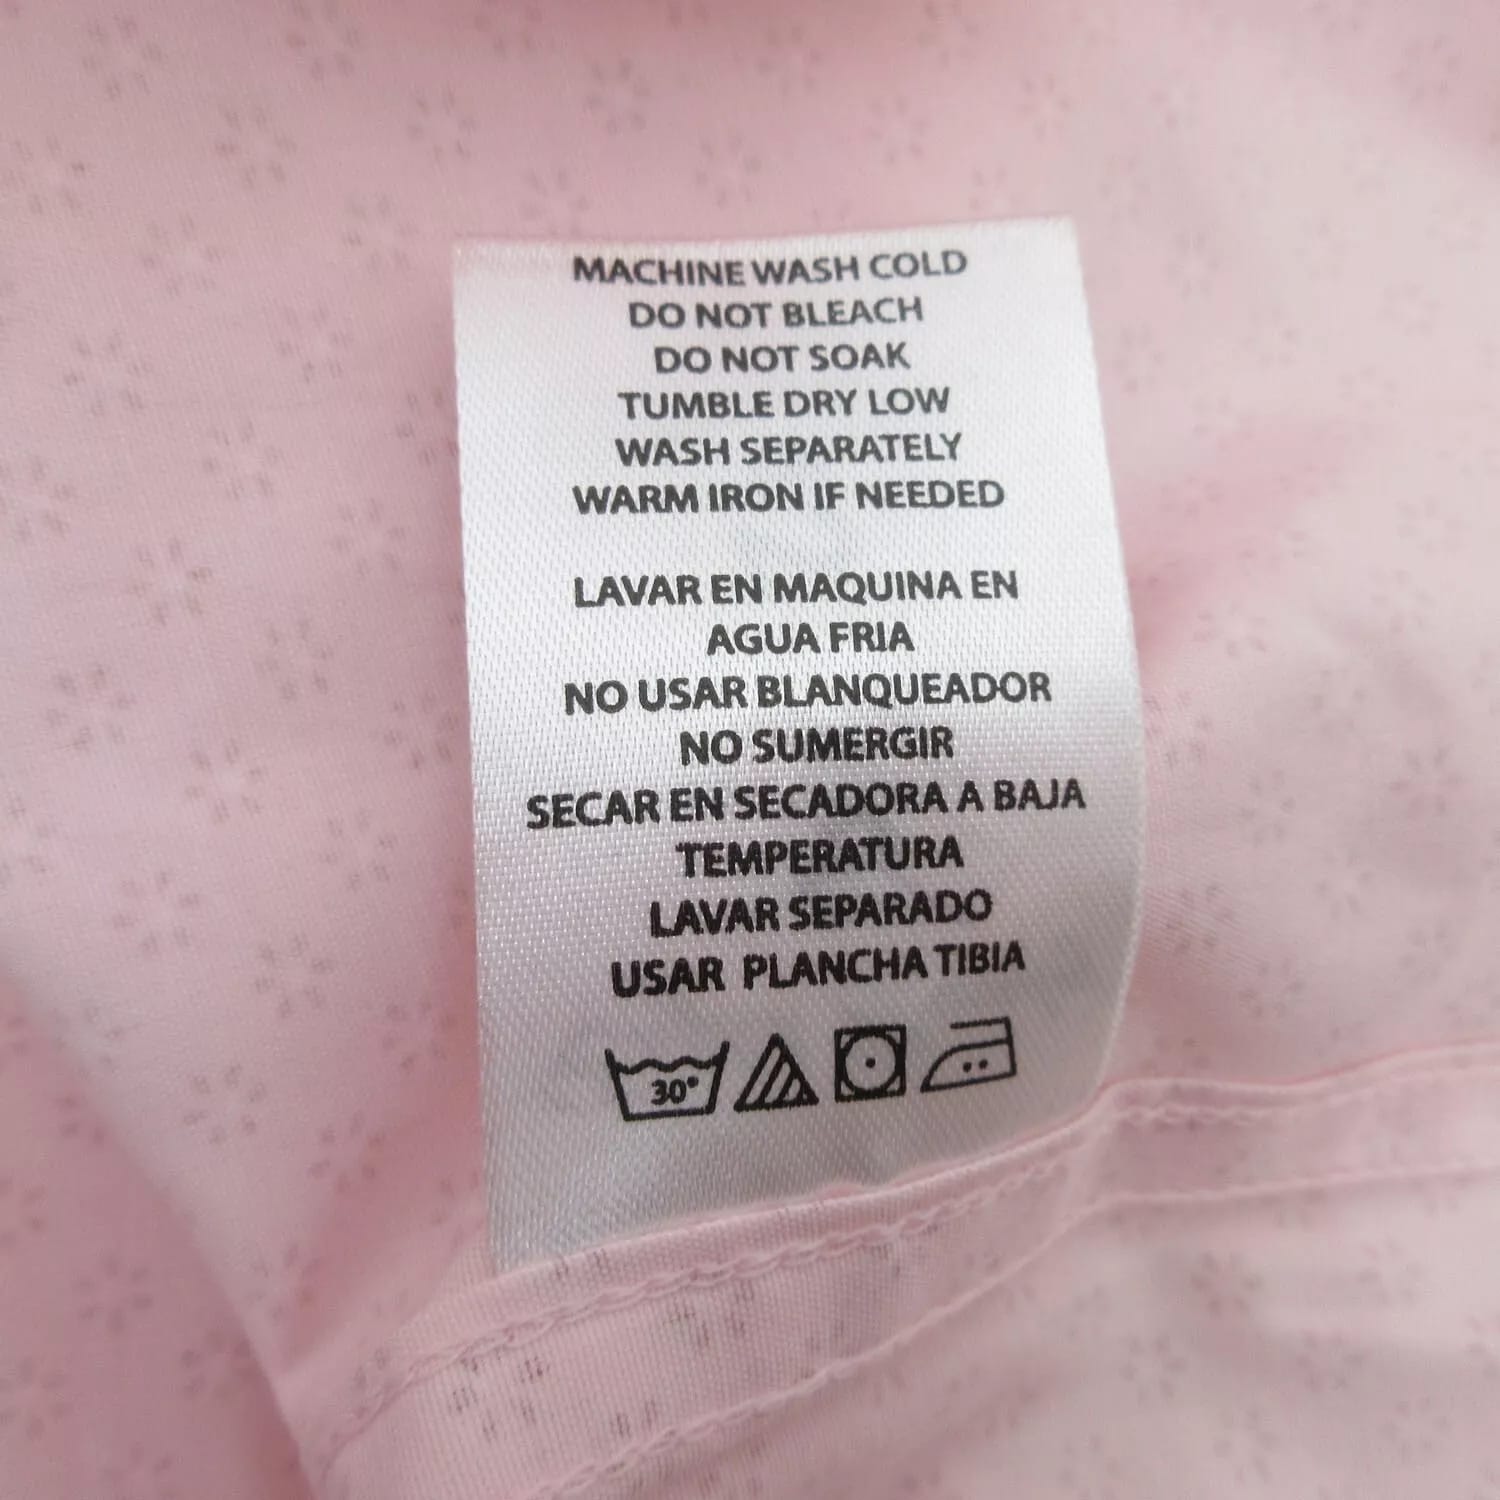 MACHINE WASH COLD
DO NOT BLEACH
DO NOT SOAK
TUMBLE DRY LOW
WASH SEPARATELY
WARM IRON IF NEEDED
LAVAR EN MAQUINA EN
AGUA FRIA
NO USAR BLANQUEADOR
NO SUMERGIR
SECAR EN SECADORA A BAJA
TEMPERATURA
LAVAR SEPARADO
USAR PLANCHA TIBIA
30°